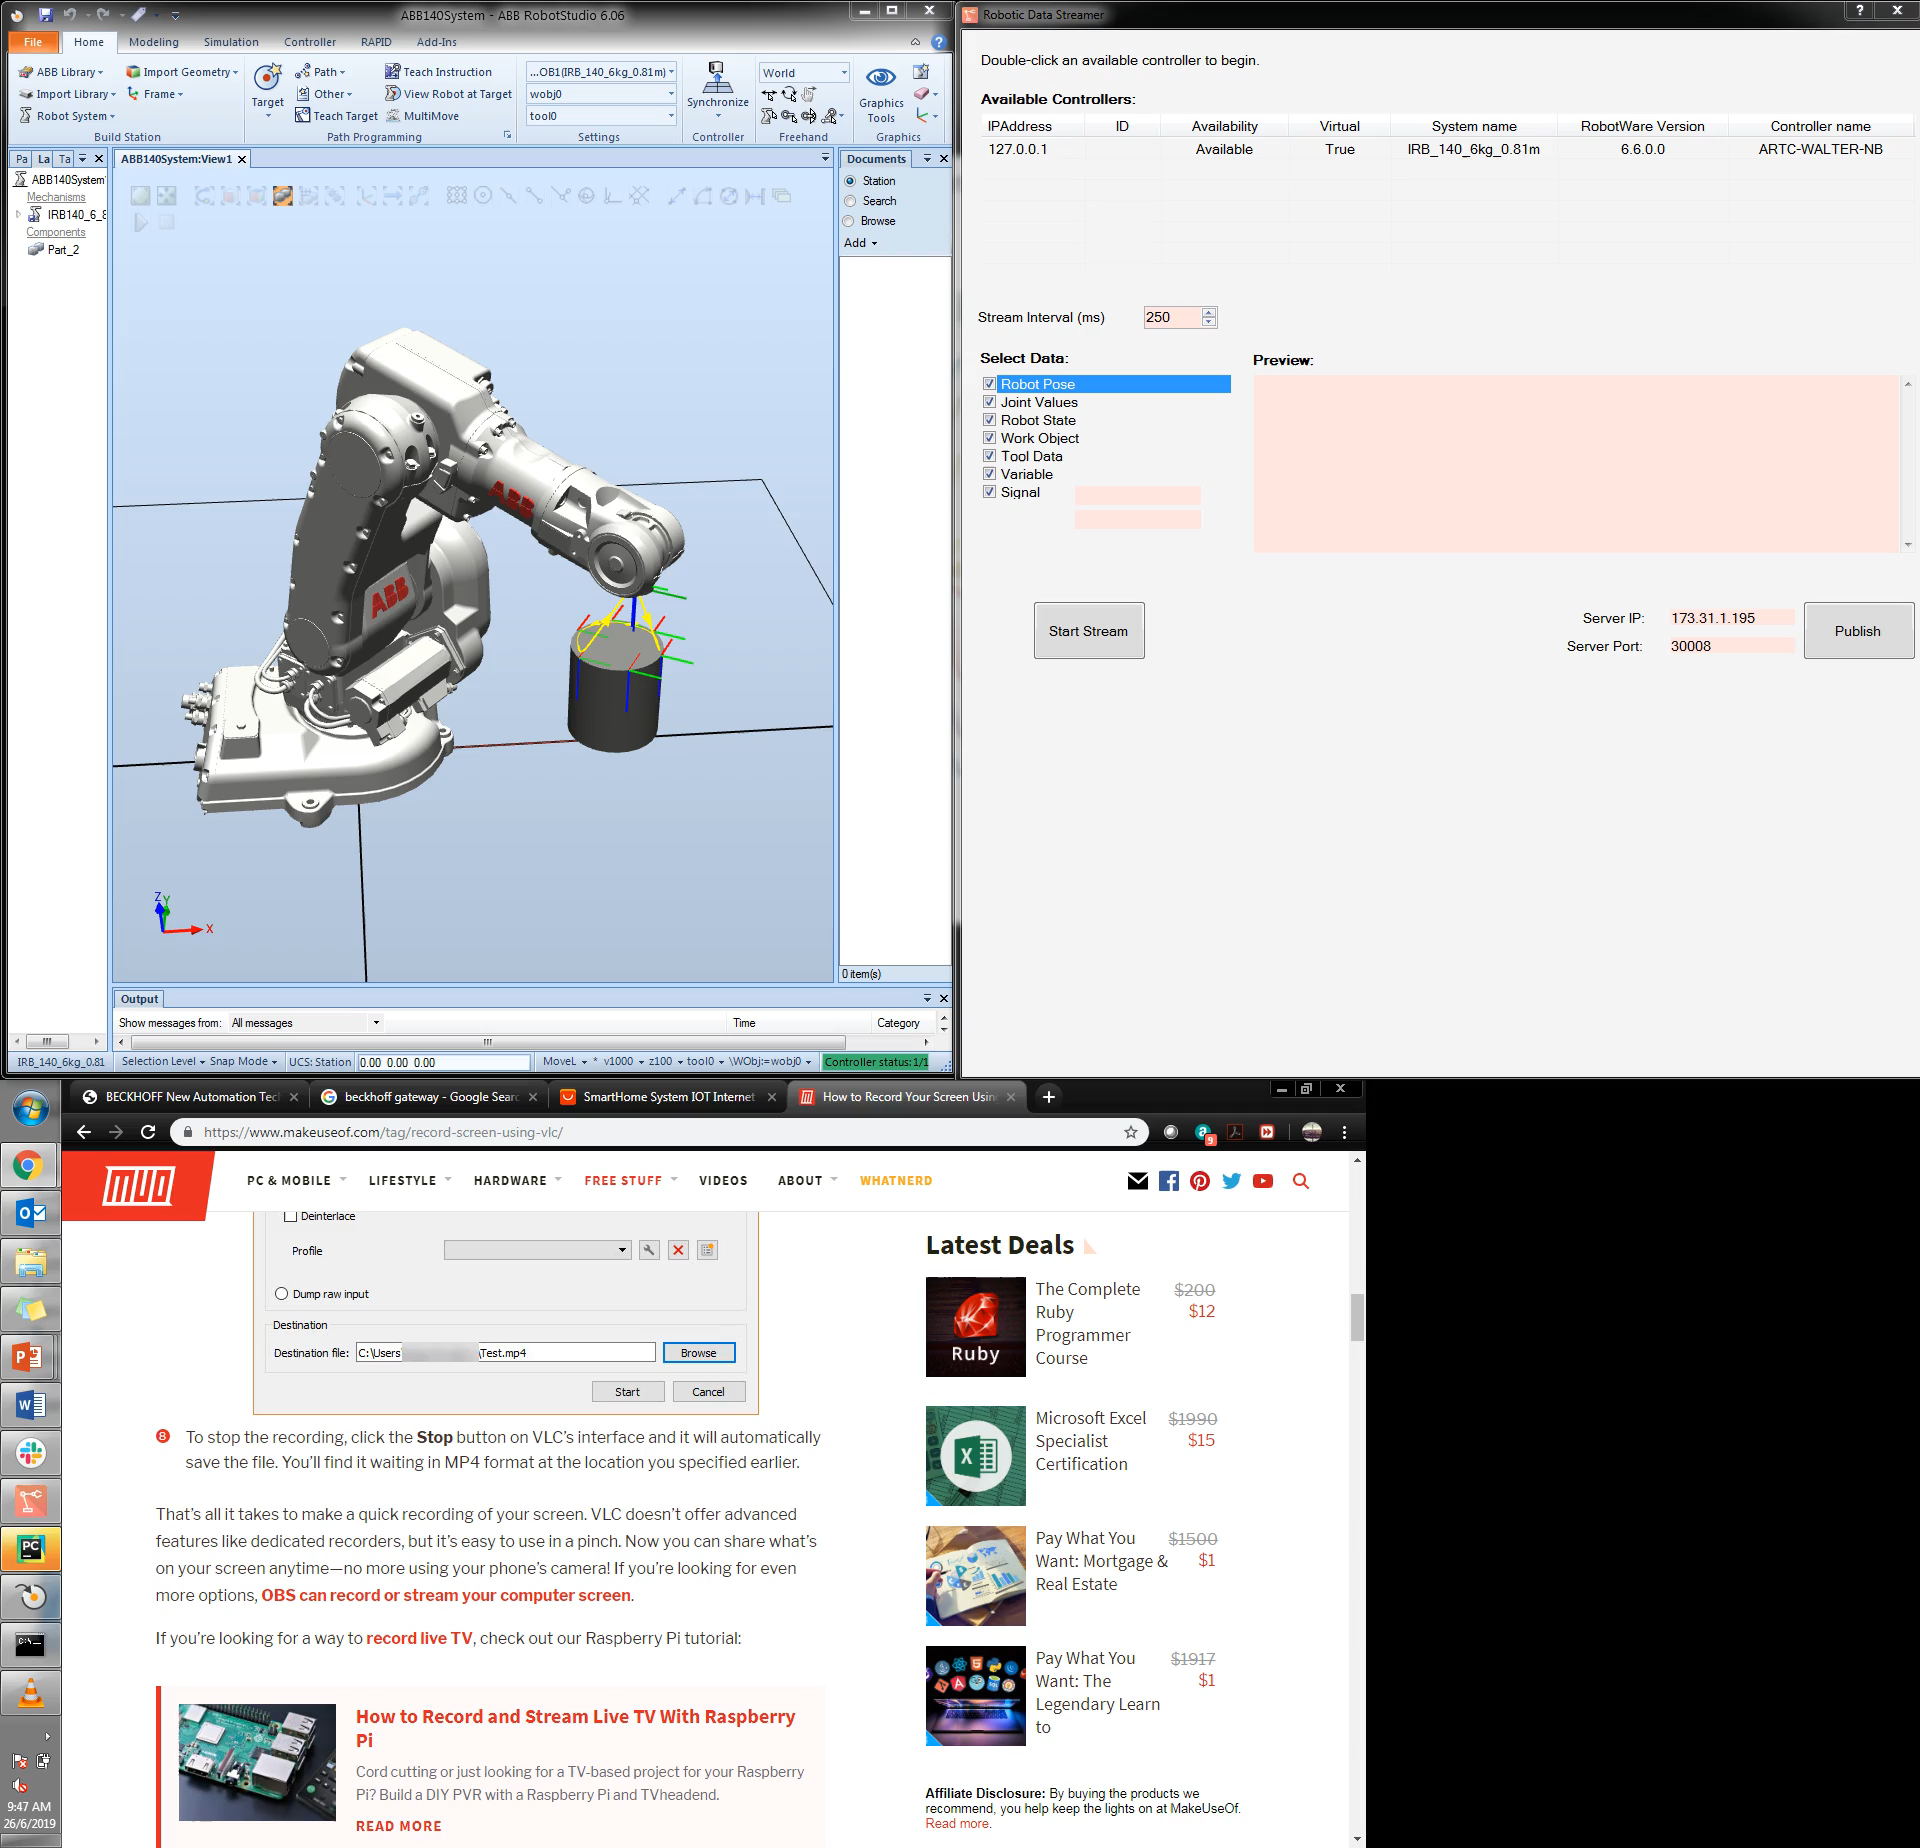 ABB140System - ABB RobotStudio 6.06
File Home Modeling Simulation Controller RAPID Add-Ins
ABB Library
Import Library
Robot System
Import Geometry
Frame
Build Station
Target
Path
Other
Teach Target
Teach Instruction
View Robot at Target
MultiMove
Path Programming
...OB1(IRB_140_6kg_0.81m)
wobj0
tool0
Settings
Synchronize
Controller
World
Freehand
Graphics
Tools
Graphics
Pa La Ta
ABB140System:View1
ABB140System
Mechanisms
IRB140_6_8
Components
Part_2
ABB
ABB
Z Y
X
Documents
Station
Search
Browse
Add
0 item(s)
Output
Show messages from: All messages Time Category
IRB_140_6kg_0.81 Selection Level Snap Mode UCS: Station 0.00 0.00 0.00 MoveL * v1000 z100 tool0 \WObj:=wobj0 Controller status: 1/1
Robotic Data Streamer
Double-click an available controller to begin.
Available Controllers:
IPAddress ID Availability Virtual System name RobotWare Version Controller name
127.0.0.1 Available True IRB_140_6kg_0.81m 6.6.0.0 ARTC-WALTER-NB
Stream Interval (ms) 250
Select Data:
Robot Pose
Joint Values
Robot State
Work Object
Tool Data
Variable
Signal
Preview:
Start Stream
Server IP: 173.31.1.195
Server Port: 30008
Publish
BECKHOFF New Automation Tec
beckhoff gateway - Google Searc
SmartHome System IOT Internet
How to Record Your Screen Usin
https://www.makeuseof.com/tag/record-screen-using-vlc/
9
MUO
PC & MOBILE LIFESTYLE HARDWARE FREE STUFF VIDEOS ABOUT WHATNERD
Deinterlace
Profile
Dump raw input
Destination
Destination file: C:\Users \Test.mp4 Browse
Start Cancel
8 To stop the recording, click the Stop button on VLC's interface and it will automatically
save the file. You'll find it waiting in MP4 format at the location you specified earlier.
That's all it takes to make a quick recording of your screen. VLC doesn't offer advanced
features like dedicated recorders, but it's easy to use in a pinch. Now you can share what's
on your screen anytime—no more using your phone's camera! If you're looking for even
more options, OBS can record or stream your computer screen.
If you're looking for a way to record live TV, check out our Raspberry Pi tutorial:
How to Record and Stream Live TV With Raspberry
Pi
Cord cutting or just looking for a TV-based project for your Raspberry
Pi? Build a DIY PVR with a Raspberry Pi and TVheadend.
READ MORE
Latest Deals
Ruby
The Complete $200
Ruby $12
Programmer
Course
Microsoft Excel $1990
Specialist $15
Certification
Pay What You $1500
Want: Mortgage & $1
Real Estate
Pay What You $1917
Want: The $1
Legendary Learn
to
Affiliate Disclosure: By buying the products we
recommend, you help keep the lights on at MakeUseOf.
Read more.
9:47 AM
26/6/2019